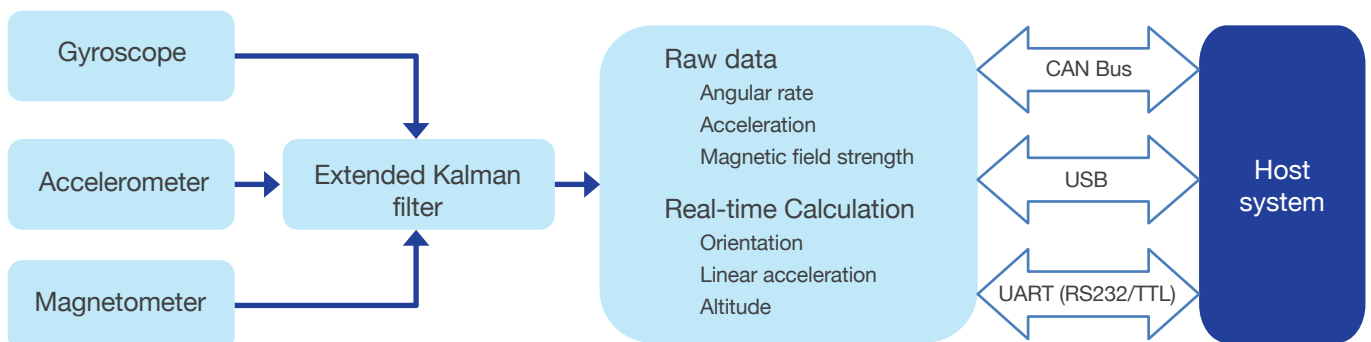 Gyroscope
Accelerometer
Magnetometer
Extended Kalman
filter
Raw data
Angular rate
Acceleration
Magnetic field strength
Real-time Calculation
Orientation
Linear acceleration
Altitude
CAN Bus
USB
UART (RS232/TTL)
Host
system